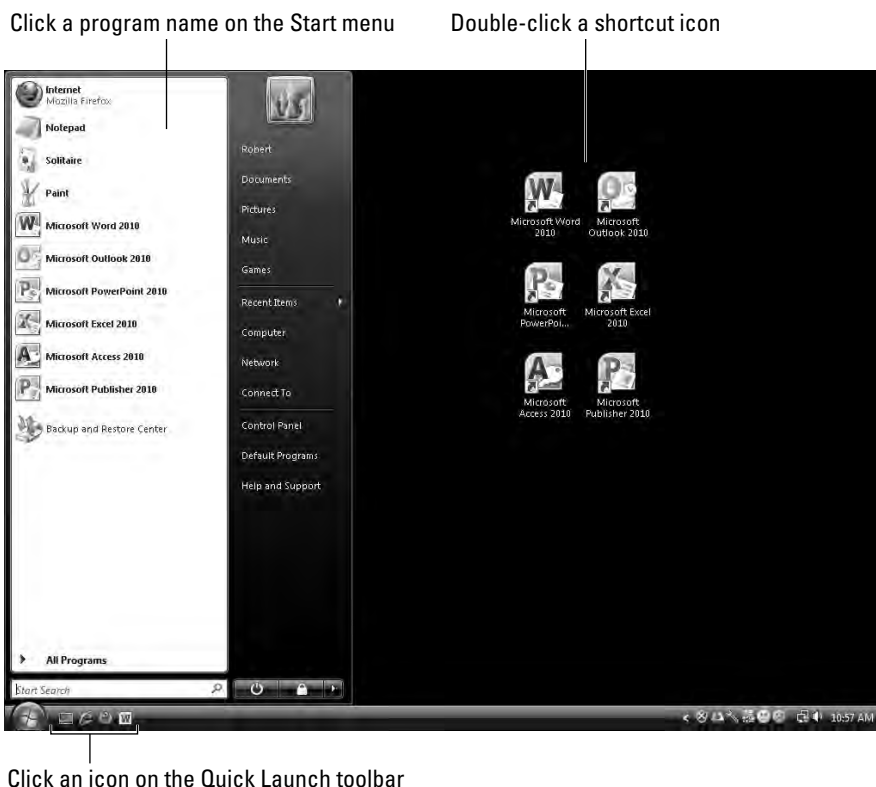 Click a program name on the Start menu
Double-click a shortcut icon
Internet
Mozilla Firefox
Notepad
Solitaire
Paint
Microsoft Word 2010
Microsoft Outlook 2010
Microsoft PowerPoint 2010
Microsoft Excel 2010
Microsoft Access 2010
Microsoft Publisher 2010
Backup and Restore Center
All Programs
Start Search
Robert
Documents
Pictures
Music
Games
Recent Items
Computer
Network
Connect To
Control Panel
Default Programs
Help and Support
Microsoft Word
2010
Microsoft
Outlook 2010
Microsoft
PowerPoi...
Microsoft Excel
2010
Microsoft
Access 2010
Microsoft
Publisher 2010
10:57 AM
Click an icon on the Quick Launch toolbar